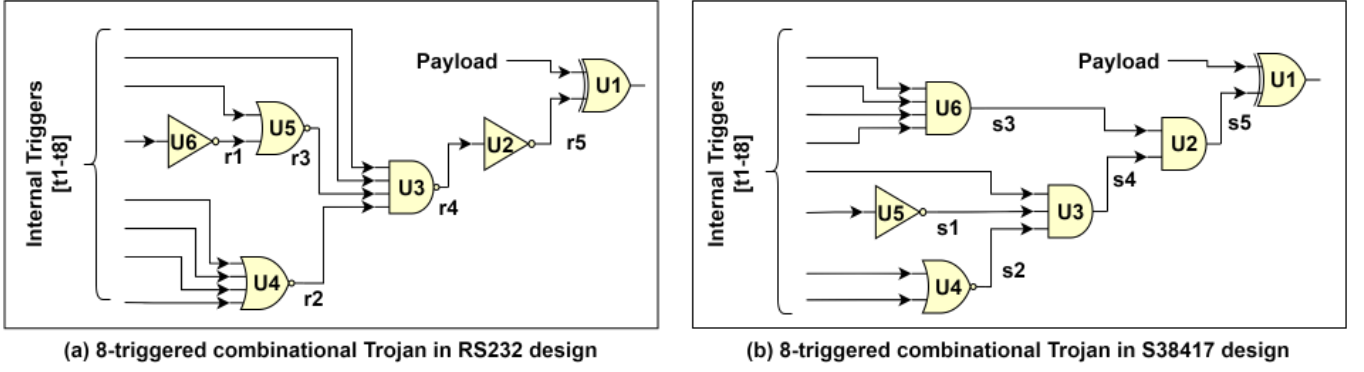 Internal Triggers
[t1-t8]
Payload
U1
U5
U6
r1
r3
U2
r5
U3
r4
U4
r2
(a) 8-triggered combinational Trojan in RS232 design
Internal Triggers
[t1-t8]
Payload
U1
U6
s3
s5
U2
s4
U5
s1
U3
s2
U4
(b) 8-triggered combinational Trojan in S38417 design